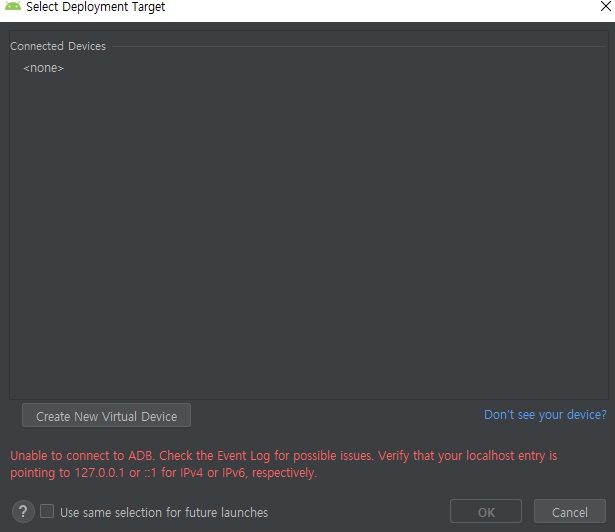 Select Deployment Target
Connected Devices
<none>
Create New Virtual Device
Don't see your device?
Unable to connect to ADB. Check the Event Log for possible issues. Verify that your localhost entry is
pointing to 127.0.0.1 or ::1 for IPv4 or IPv6, respectively.
?
Use same selection for future launches
OK
Cancel